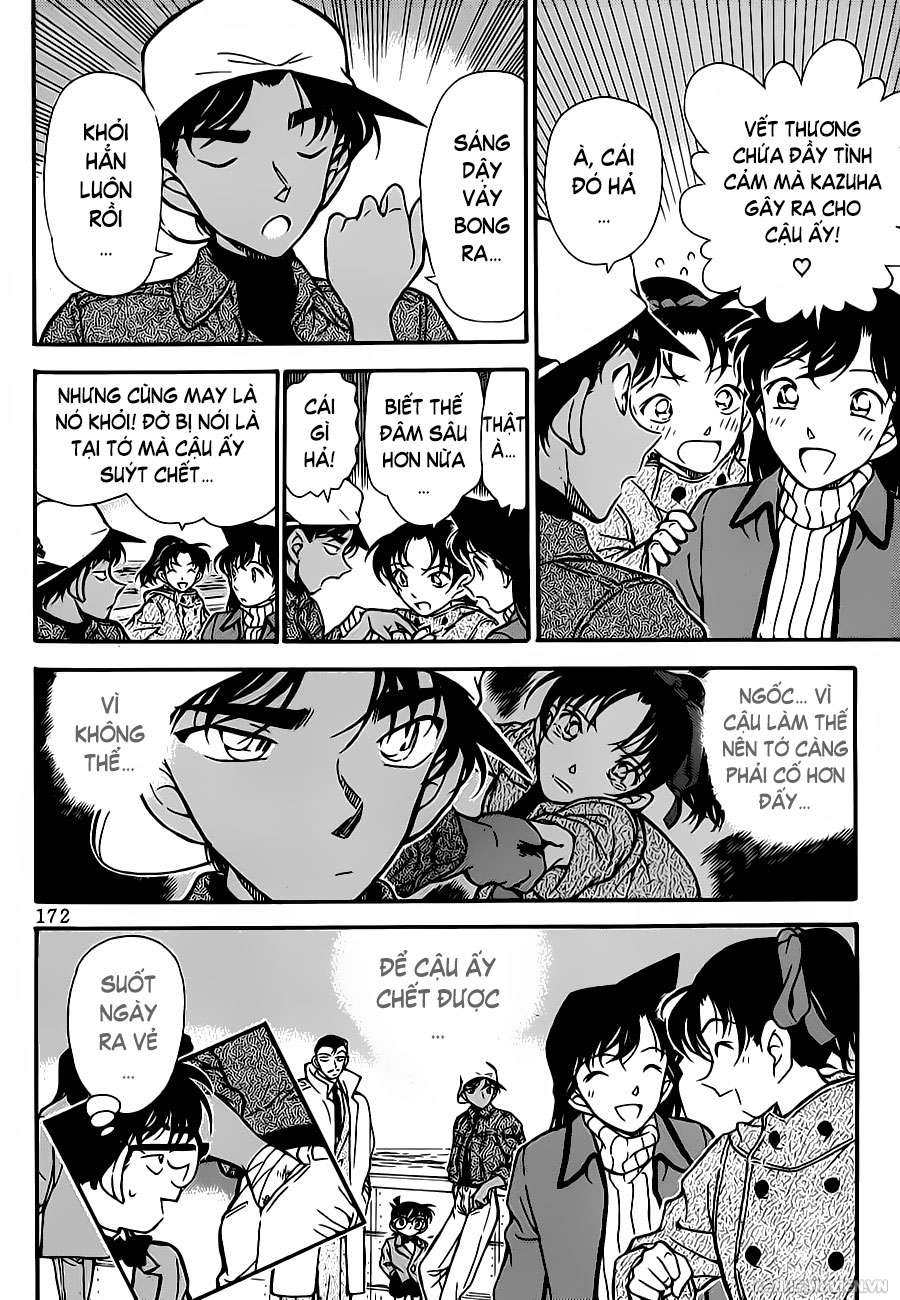 VẾT THƯƠNG
CHỨA ĐẦY TÌNH
CẢM MÀ KAZUHA
GÂY RA CHO
CẬU ẤY!
♡
À, CÁI
ĐÓ HẢ
...
SÁNG
DẬY
VẢY
BONG
RA...
KHỎI
HẲN
LUÔN
RỒI
...
THẬT
À...
BIẾT THẾ
ĐÂM SÂU
HƠN NỮA
...
CÁI
GÌ
HẢ!
NHƯNG CŨNG MAY LÀ
NÓ KHỎI! ĐỠ BỊ NÓI LÀ
TẠI TỚ MÀ CẬU ẤY
SUÝT CHẾT...
NGỐC... VÌ
CẬU LÀM THẾ
NÊN TỚ CÀNG
PHẢI CỐ HƠN
ĐẤY...
VÌ
KHÔNG
THỂ...
172
ĐỂ CẬU ẤY
CHẾT ĐƯỢC
...
SUỐT
NGÀY
RA VẺ
...